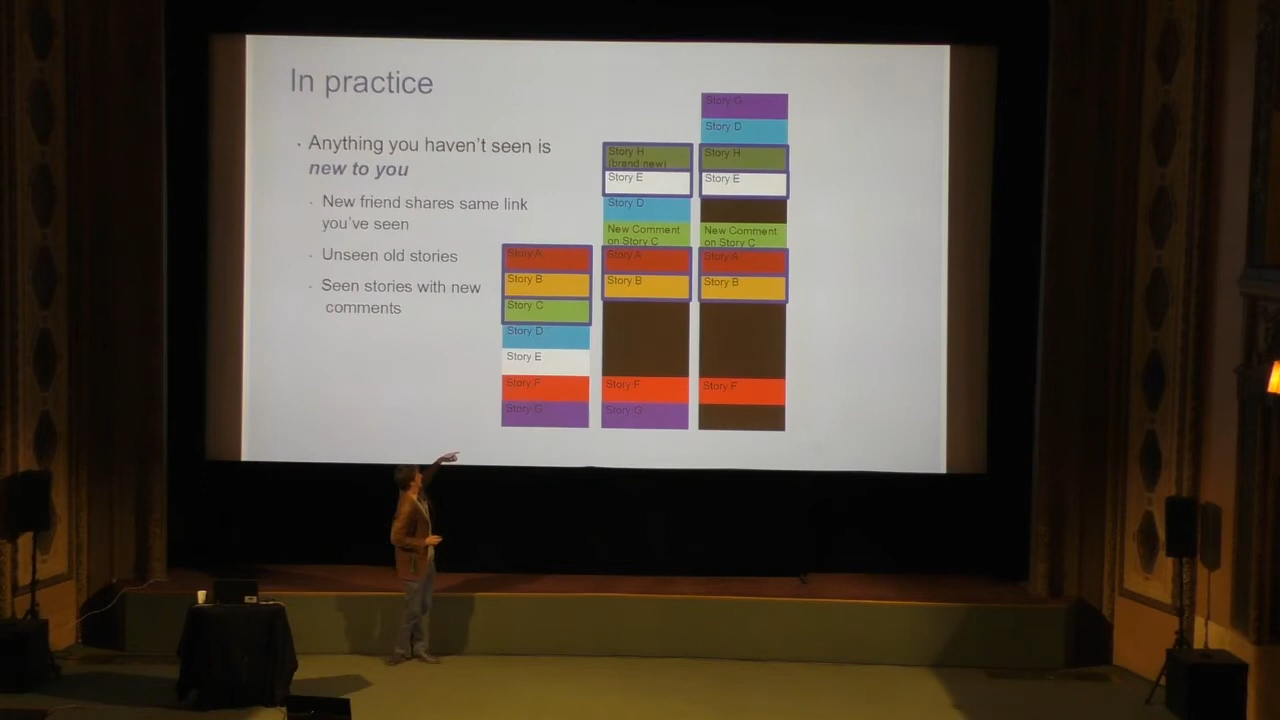 In practice
· Anything you haven't seen is
new to you
· New friend shares same link
you've seen
· Unseen old stories
· Seen stories with new
comments
Story A
Story B
Story C
Story D
Story E
Story F
Story G
Story H
(brand new)
Story E
Story D
New Comment
on Story C
Story A
Story B
Story F
Story G
Story G
Story D
Story H
Story E
New Comment
on Story C
Story A
Story B
Story F